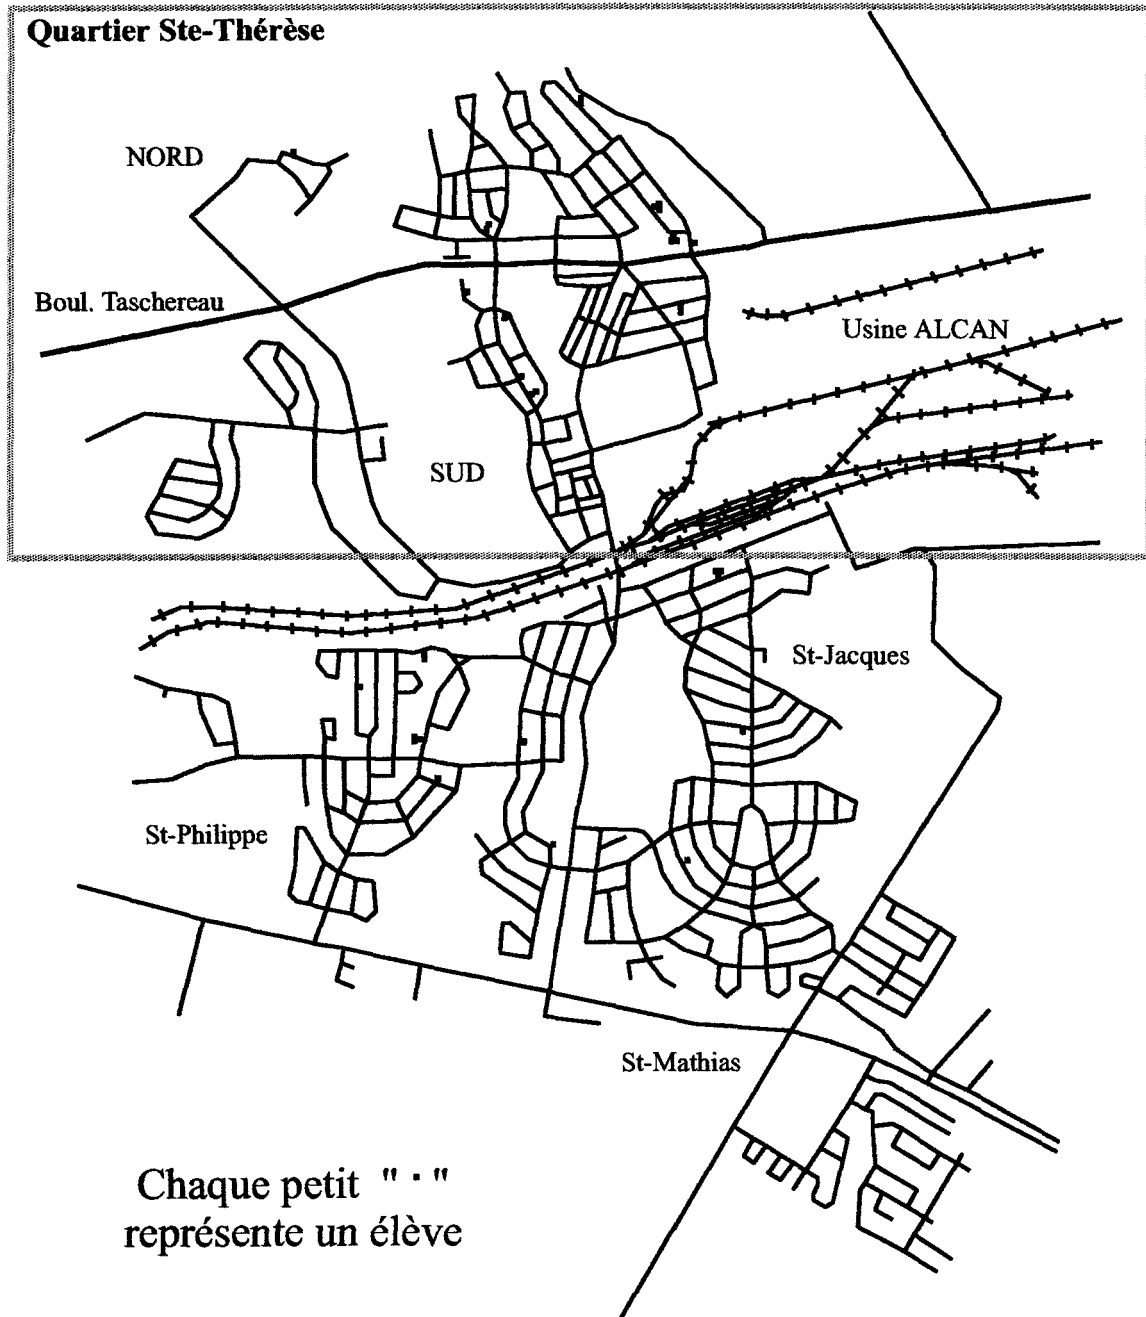 Quartier Ste-Thérèse
NORD
Boul. Taschereau
Usine ALCAN
SUD
St-Jacques
St-Philippe
St-Mathias
Chaque petit " · "
représente un élève